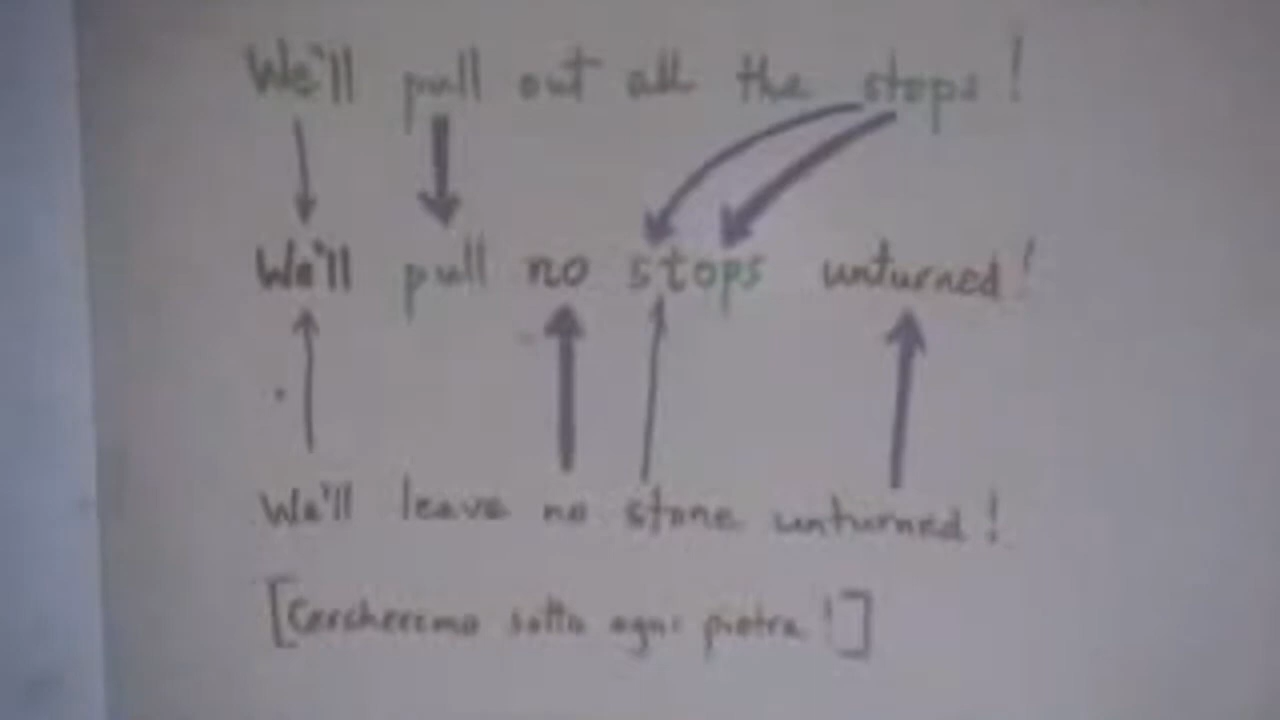 We'll pull out all the stops!
We'll pull no stops unturned!
We'll leave no stone unturned!
[Cercheremo sotto ogni pietra!]